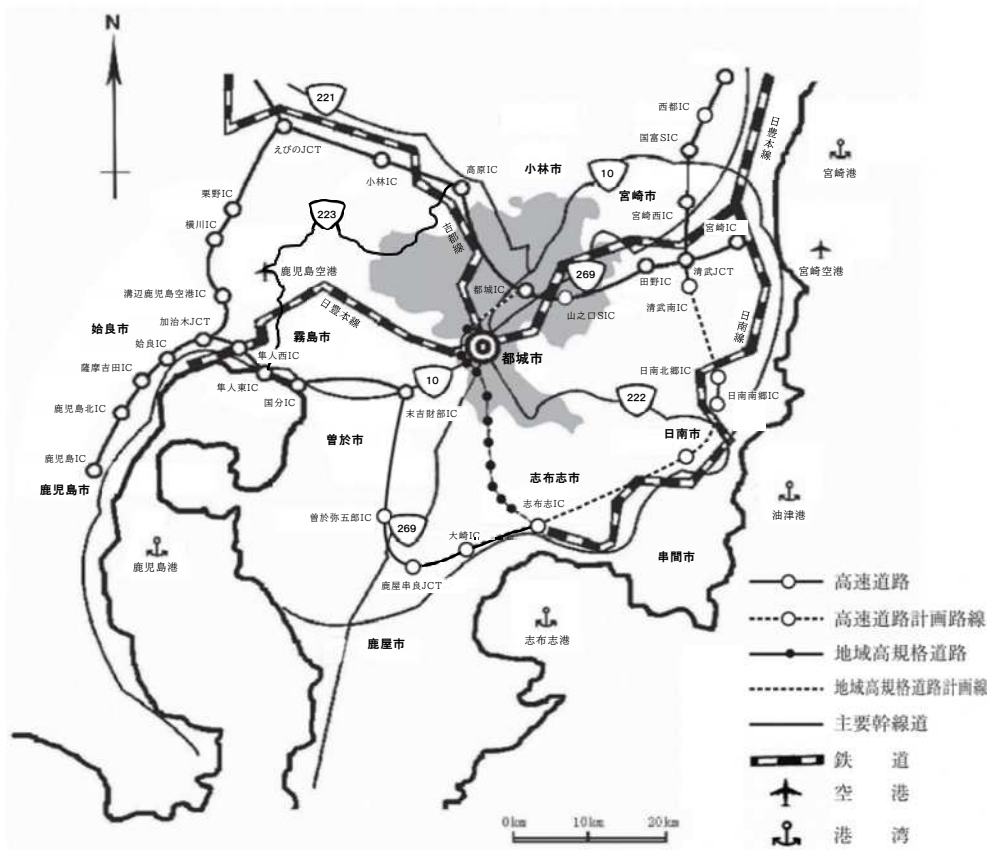 N
221
西都IC
国富SIC
日豊本線
宮崎港
えびのJCT
小林IC
高原IC
小林市
10
宮崎市
栗野IC
223
宮崎西IC
宮崎IC
横川IC
吉都線
鹿児島空港
269
田野IC
清武JCT
宮崎空港
溝辺鹿児島空港IC
都城IC
山之口SIC
清武南IC
日豊本線
姶良市
加治木JCT
霧島市
日南線
姶良IC
隼人西IC
都城市
薩摩吉田IC
隼人東IC
国分IC
10
末吉財部IC
222
日南北郷IC
日南南郷IC
鹿児島北IC
曽於市
日南市
鹿児島IC
鹿児島市
志布志市
志布志IC
油津港
曽於弥五郎IC
269
大崎IC
串間市
鹿児島港
鹿屋串良JCT
鹿屋市
志布志港
高速道路
高速道路計画路線
地域高規格道路
地域高規格道路計画線
主要幹線道
鉄 道
空 港
港 湾
0km 10km 20km